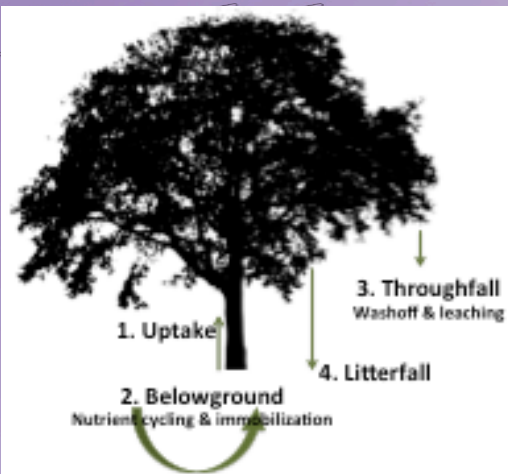 1. Uptake
2. Belowground
Nutrient cycling & immobilization
3. Throughfall
Washoff & leaching
4. Litterfall